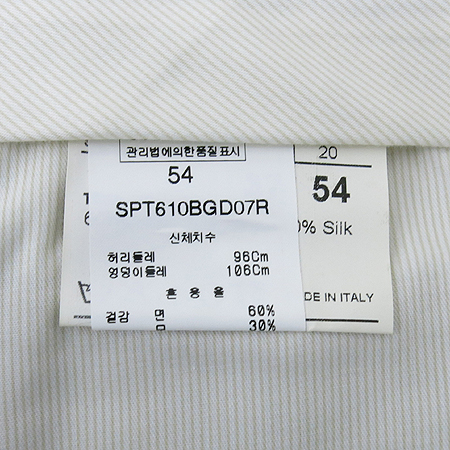 관리법에의한품질표시
54
SPT610BGD07R
신체치수
허리둘레 96Cm
엉덩이둘레 106Cm
혼용율
겉감 면 60%
30%
20
54
% Silk
DE IN ITALY